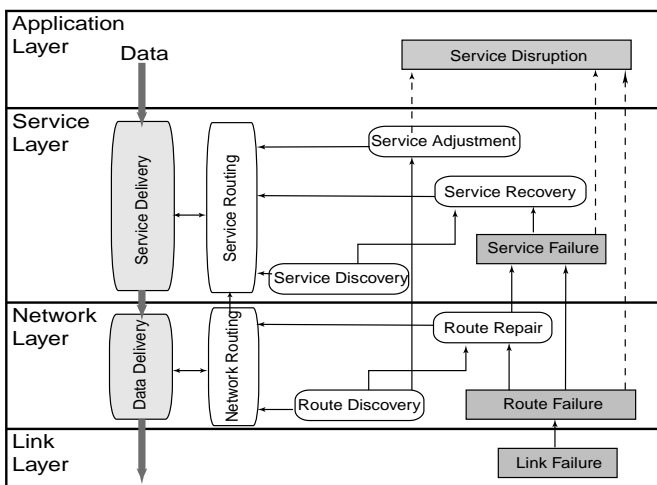 Application
Layer
Data
Service Disruption
Service
Layer
Service Delivery
Service Routing
Service Adjustment
Service Recovery
Service Failure
Service Discovery
Network
Layer
Data Delivery
Network Routing
Route Repair
Route Discovery
Route Failure
Link
Layer
Link Failure